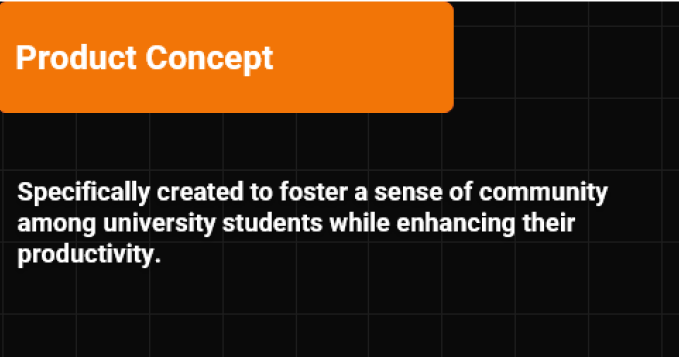 Product Concept
Specifically created to foster a sense of community
among university students while enhancing their
productivity.